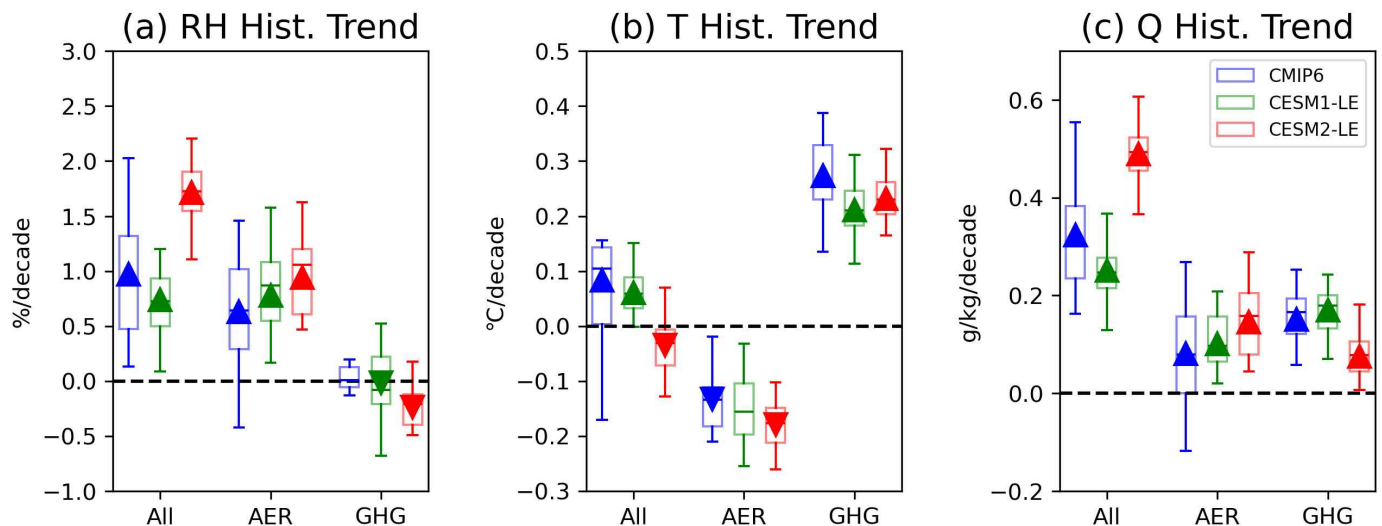 (a) RH Hist. Trend
%/decade
3.0
2.5
2.0
1.5
1.0
0.5
0.0
−0.5
−1.0
All
AER
GHG
(b) T Hist. Trend
°C/decade
0.5
0.4
0.3
0.2
0.1
0.0
−0.1
−0.2
−0.3
All
AER
GHG
(c) Q Hist. Trend
g/kg/decade
0.6
0.4
0.2
0.0
−0.2
All
AER
GHG
CMIP6
CESM1-LE
CESM2-LE